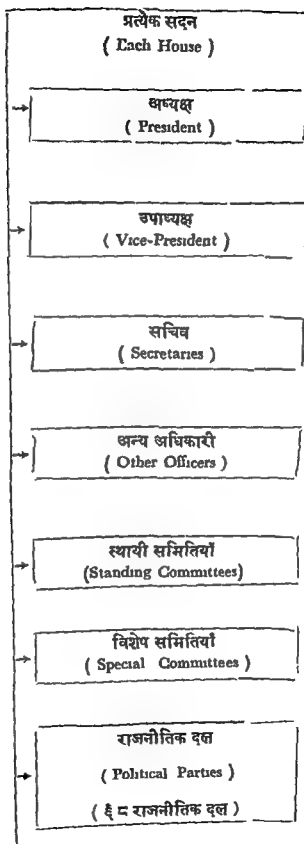 प्रत्येक सदन
( Each House )
अध्यक्ष
( President )
उपाध्यक्ष
( Vice-President )
सचिव
( Secretaries )
अन्य अधिकारी
( Other Officers )
स्थायी समितियाँ
(Standing Committees)
विशेष समितियाँ
( Special Committees )
राजनीतिक दल
( Political Parties )
( § ८ राजनीतिक दल )